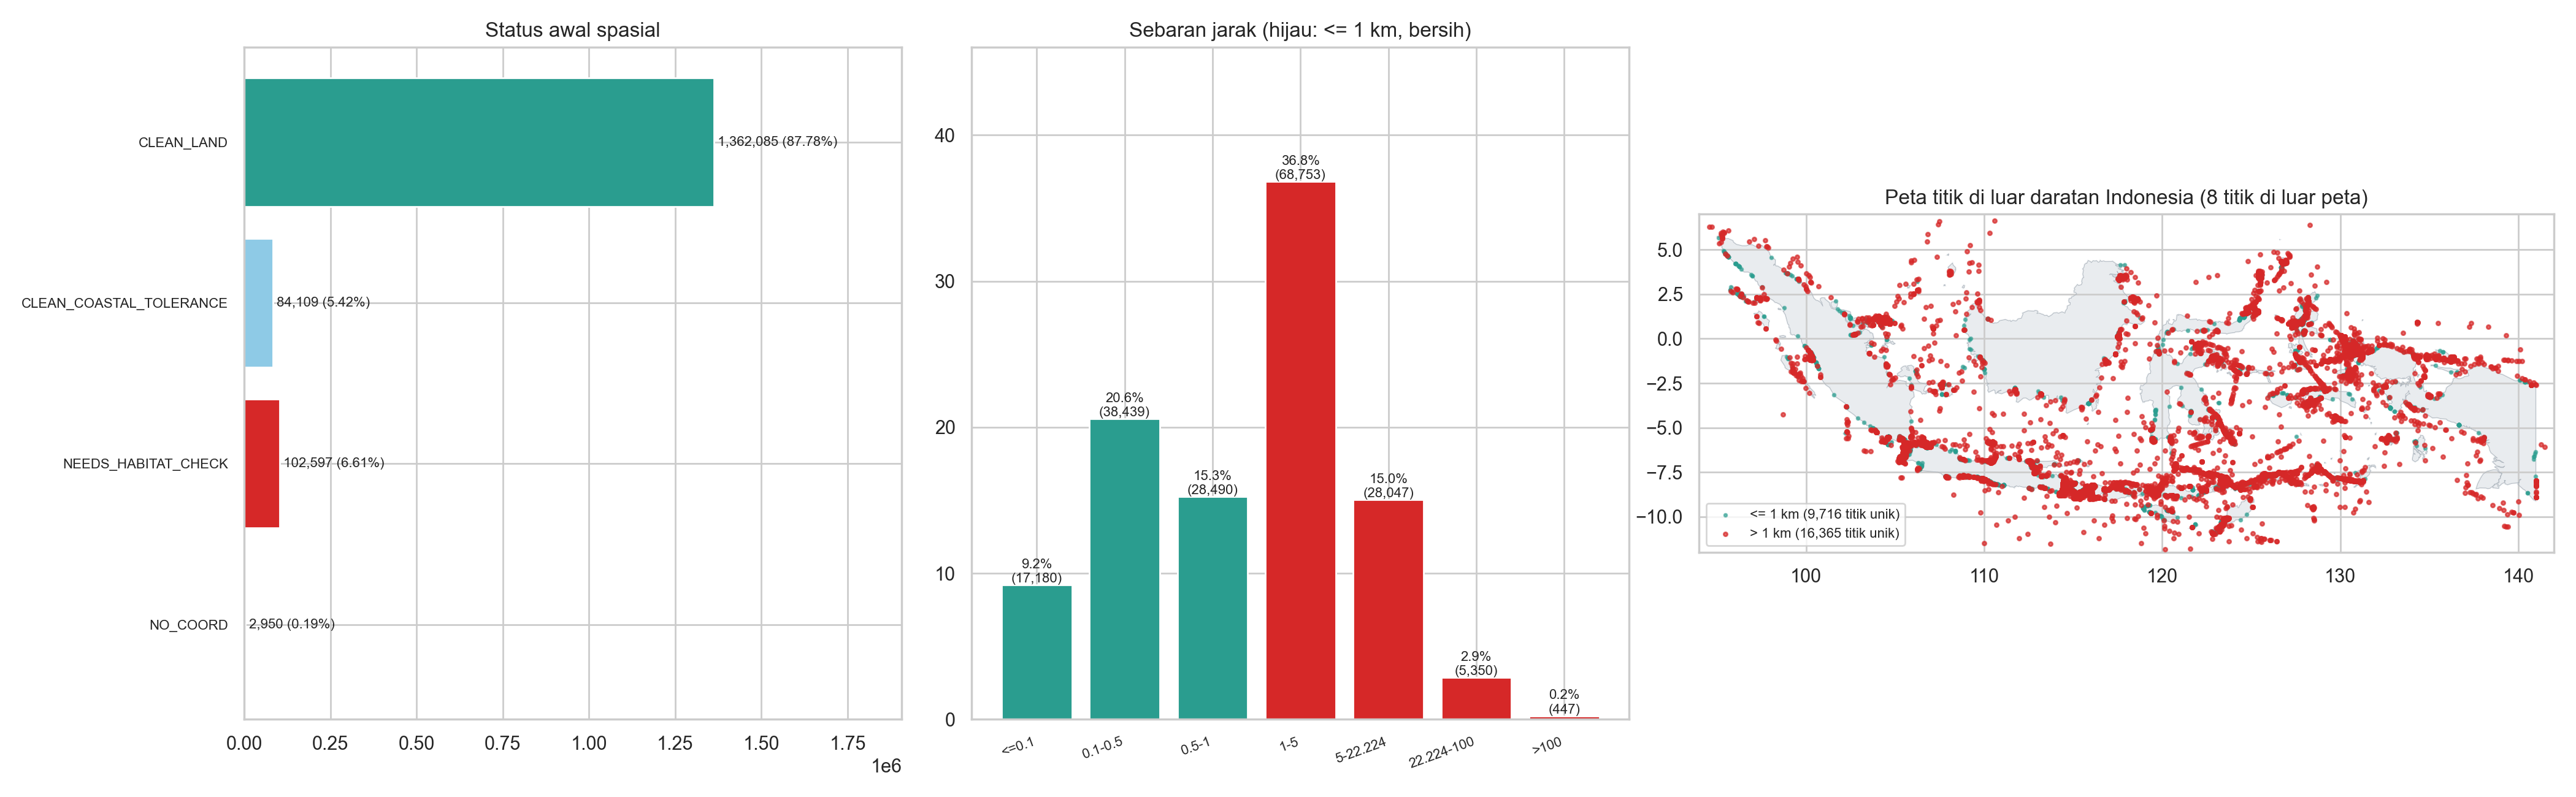 Status awal spasial
CLEAN_LAND
1,362,085 (87.78%)
CLEAN_COASTAL_TOLERANCE
84,109 (5.42%)
NEEDS_HABITAT_CHECK
102,597 (6.61%)
NO_COORD
2,950 (0.19%)
0.00 0.25 0.50 0.75 1.00 1.25 1.50 1.75
1e6
Sebaran jarak (hijau: <= 1 km, bersih)
40
30
20
10
0
9.2%
(17,180)
20.6%
(38,439)
15.3%
(28,490)
36.8%
(68,753)
15.0%
(28,047)
2.9%
(5,350)
0.2%
(447)
<=0.1 0.1-0.5 0.5-1 1-5 5-22.224 22.224-100 >100
Peta titik di luar daratan Indonesia (8 titik di luar peta)
5.0
2.5
0.0
−2.5
−5.0
−7.5
−10.0
<= 1 km (9,716 titik unik)
> 1 km (16,365 titik unik)
100 110 120 130 140